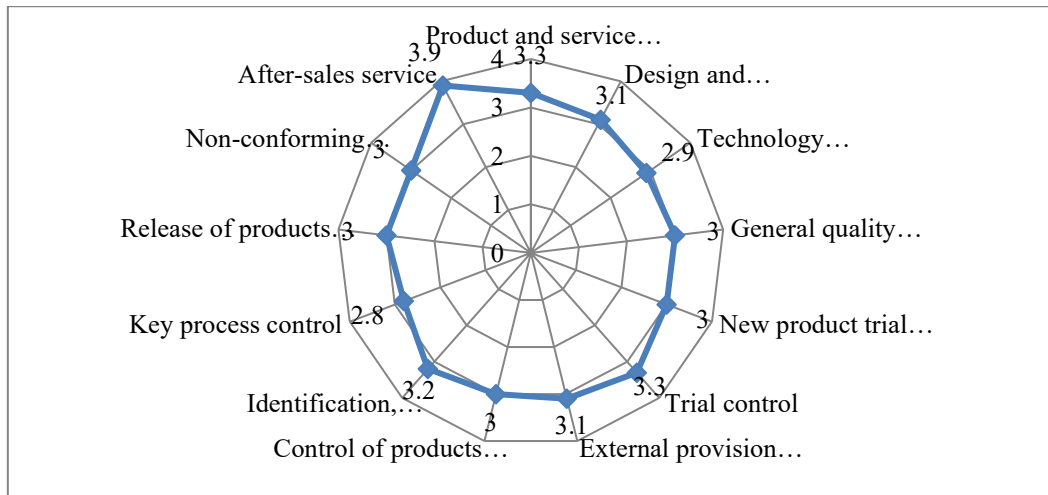 Product and service…
3.9
4
3.3
After-sales service
Design and…
3.1
3
Non-conforming…
3
Technology…
2.9
2
1
Release of products…
3
0
3
General quality…
Key process control
2.8
3
New product trial…
Identification,…
3.2
3.3
Trial control
Control of products…
3
3.1
External provision…